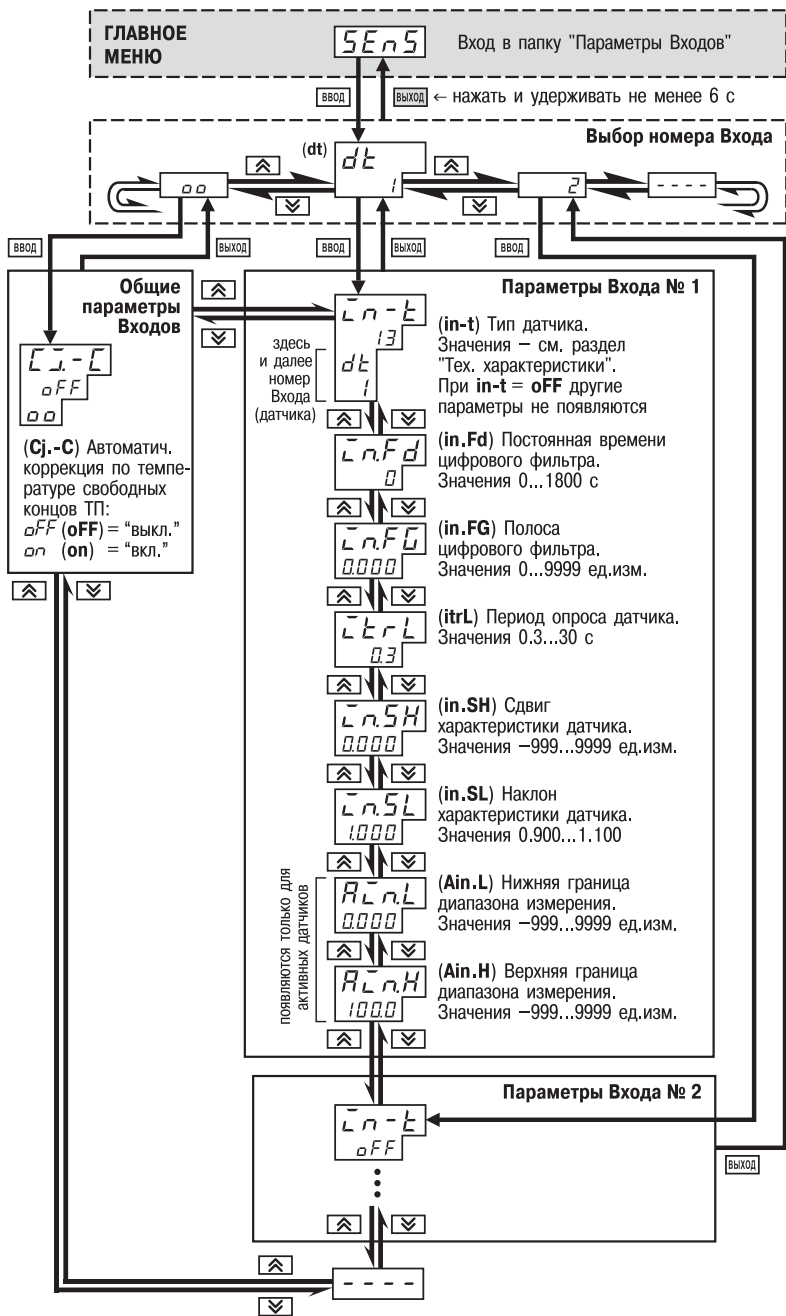 ГЛАВНОЕ
МЕНЮ
SEnS
Вход в папку "Параметры Входов"
ввод
выход ← нажать и удерживать не менее 6 с
Выбор номера Входа
(dt)
dt
1
oo
2
- - - -
ввод
выход
ввод
выход
ввод
Общие
параметры
Входов
CJ.-C
oFF
oo
(Cj.-C) Автоматич.
коррекция по темпе-
ратуре свободных
концов ТП:
oFF (oFF) = “выкл.”
on (on) = “вкл.”
Параметры Входа № 1
in-t
13
dt
1
здесь
и далее
номер
Входа
(датчика)
(in-t) Тип датчика.
Значения – см. раздел
"Тех. характеристики".
При in-t = oFF другие
параметры не появляются
in.Fd
0
(in.Fd) Постоянная времени
цифрового фильтра.
Значения 0...1800 с
in.FG
0.000
(in.FG) Полоса
цифрового фильтра.
Значения 0...9999 ед.изм.
itrL
0.3
(itrL) Период опроса датчика.
Значения 0.3...30 с
in.SH
0.000
(in.SH) Сдвиг
характеристики датчика.
Значения –999...9999 ед.изм.
in.SL
1.000
(in.SL) Наклон
характеристики датчика.
Значения 0.900...1.100
появляются только для
активных датчиков
Ain.L
0.000
(Ain.L) Нижняя граница
диапазона измерения.
Значения –999...9999 ед.изм.
Ain.H
100.0
(Ain.H) Верхняя граница
диапазона измерения.
Значения –999...9999 ед.изм.
Параметры Входа № 2
in-t
oFF
выход
- - - -